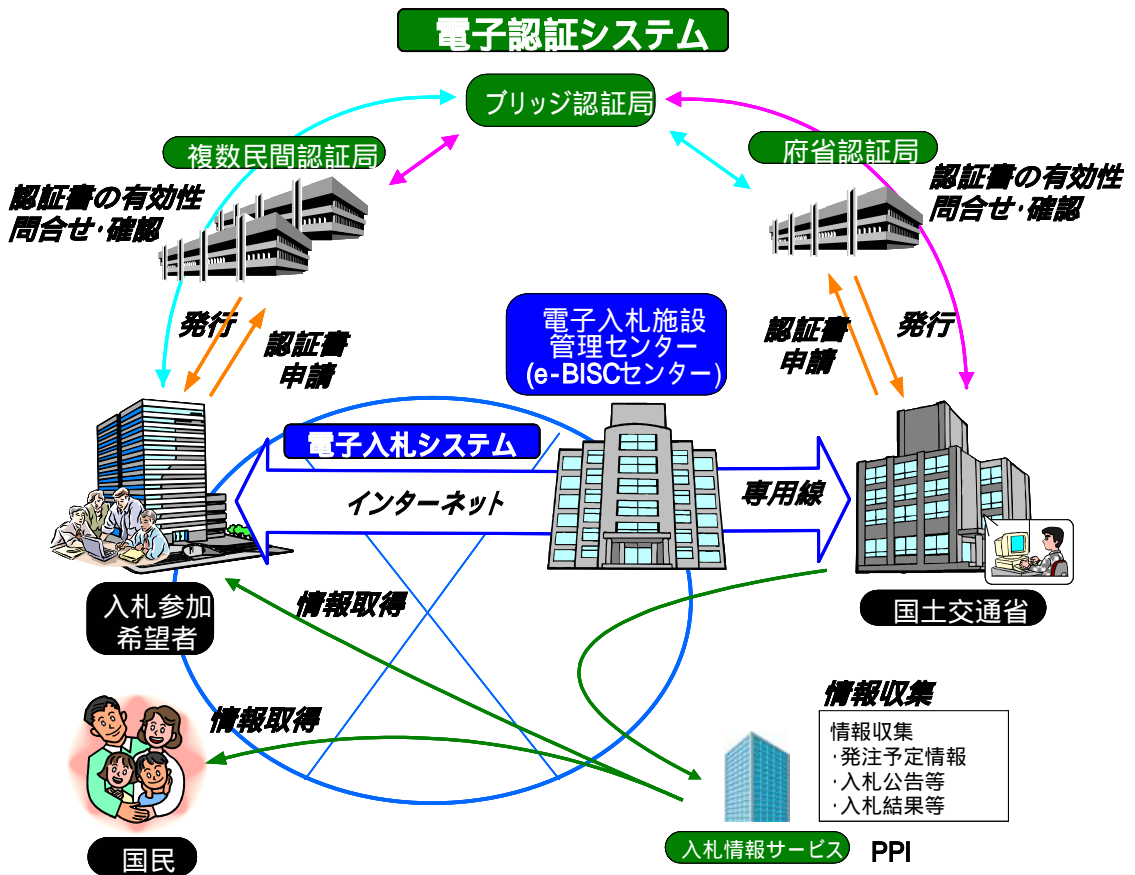 電子認証システム
ブリッジ認証局
複数民間認証局
府省認証局
認証書の有効性
問合せ・確認
認証書の有効性
問合せ・確認
発行
認証書
申請
電子入札施設
管理センター
(e-BISCセンター)
認証書
申請
発行
電子入札システム
インターネット
専用線
入札参加
希望者
情報取得
国土交通省
情報取得
国民
情報収集
情報収集
・発注予定情報
・入札公告等
・入札結果等
入札情報サービス PPI